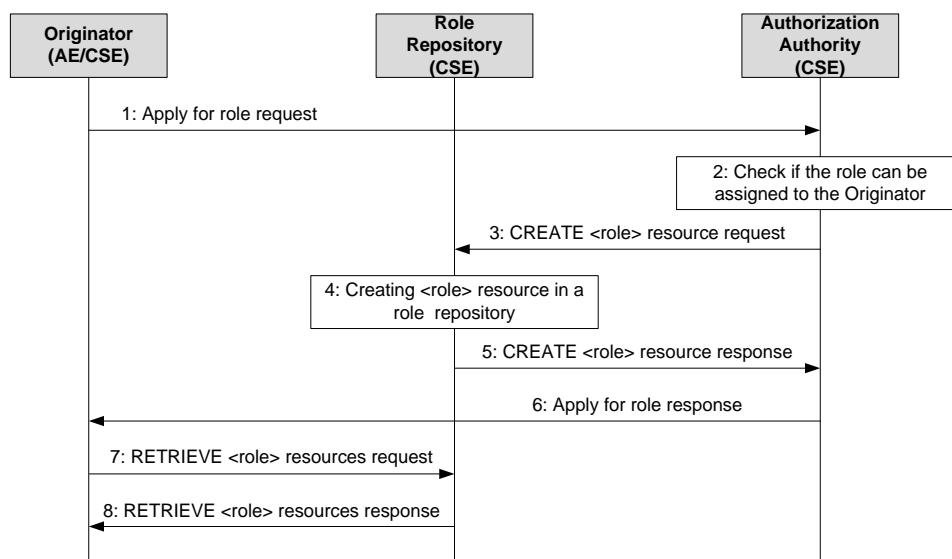 Originator
(AE/CSE)
Role
Repository
(CSE)
Authorization
Authority
(CSE)
1: Apply for role request
2: Check if the role can be
assigned to the Originator
3: CREATE <role> resource request
4: Creating <role> resource in a
role repository
5: CREATE <role> resource response
6: Apply for role response
7: RETRIEVE <role> resources request
8: RETRIEVE <role> resources response